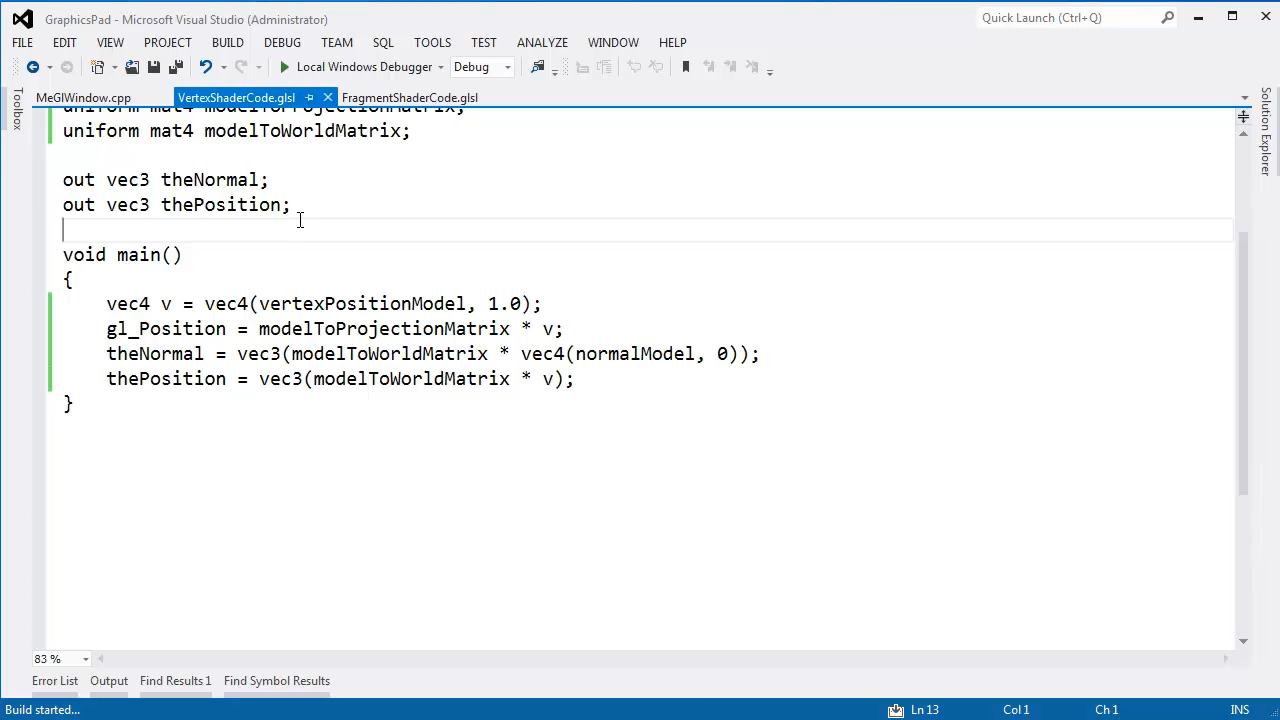 GraphicsPad - Microsoft Visual Studio (Administrator)
Quick Launch (Ctrl+Q)
FILE EDIT VIEW PROJECT BUILD DEBUG TEAM SQL TOOLS TEST ANALYZE WINDOW HELP
Local Windows Debugger Debug
Toolbox
MeGlWindow.cpp VertexShaderCode.glsl FragmentShaderCode.glsl
Solution Explorer
uniform mat4 modelToProjectionMatrix;
uniform mat4 modelToWorldMatrix;
out vec3 theNormal;
out vec3 thePosition;
void main()
{
vec4 v = vec4(vertexPositionModel, 1.0);
gl_Position = modelToProjectionMatrix * v;
theNormal = vec3(modelToWorldMatrix * vec4(normalModel, 0));
thePosition = vec3(modelToWorldMatrix * v);
}
83 %
Error List Output Find Results 1 Find Symbol Results
Build started... Ln 13 Col 1 Ch 1 INS